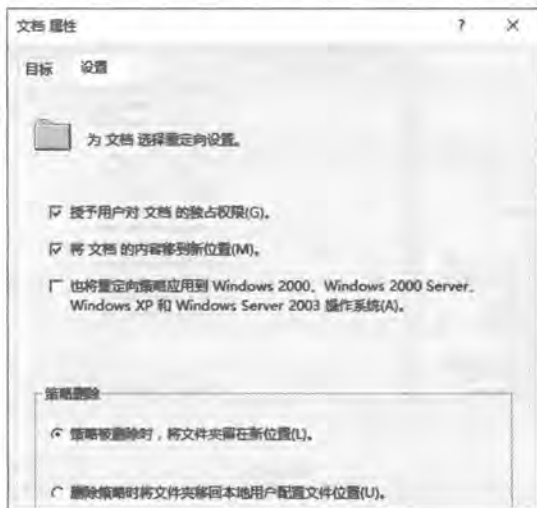 文档 属性
? ×
目标 设置
为 文档 选择重定向设置。
授予用户对 文档 的独占权限(G)。
将 文档 的内容移到新位置(M)。
也将重定向策略应用到 Windows 2000、Windows 2000 Server、
Windows XP 和 Windows Server 2003 操作系统(A)。
策略删除
策略被删除时，将文件夹留在新位置(L)。
删除策略时将文件夹移回本地用户配置文件位置(U)。